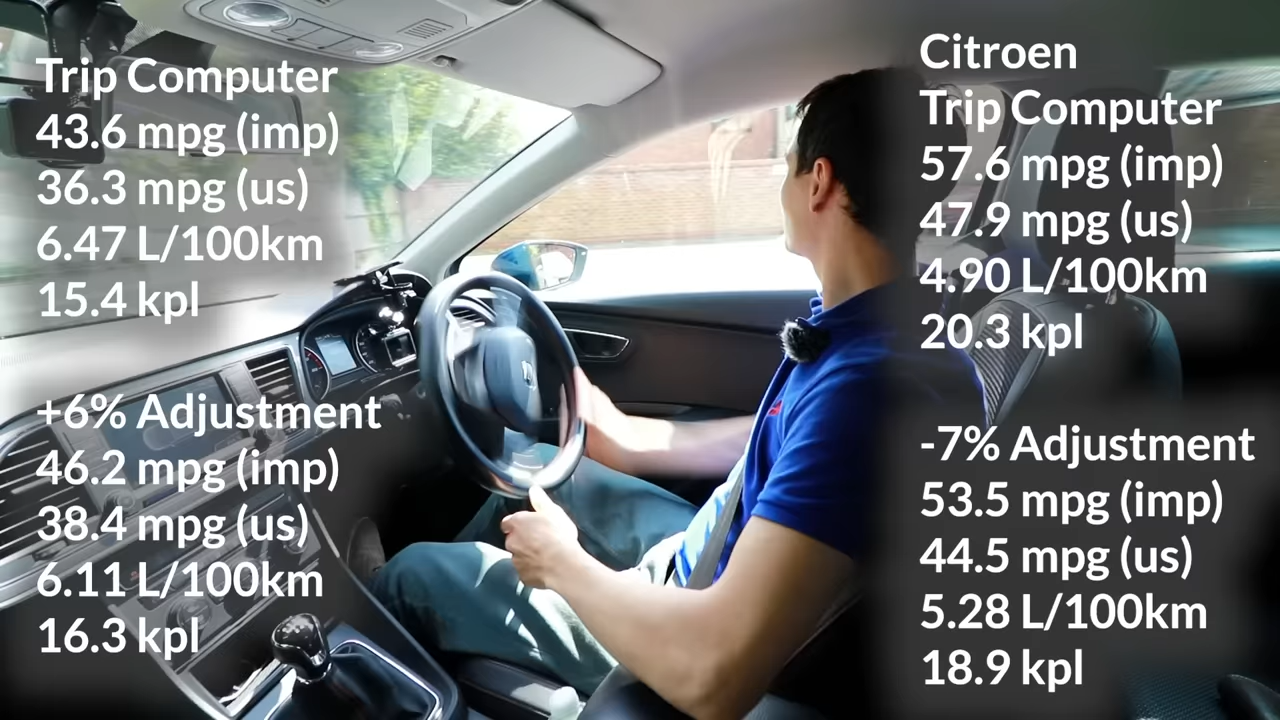 Trip Computer
43.6 mpg (imp)
36.3 mpg (us)
6.47 L/100km
15.4 kpl
+6% Adjustment
46.2 mpg (imp)
38.4 mpg (us)
6.11 L/100km
16.3 kpl
Citroen
Trip Computer
57.6 mpg (imp)
47.9 mpg (us)
4.90 L/100km
20.3 kpl
-7% Adjustment
53.5 mpg (imp)
44.5 mpg (us)
5.28 L/100km
18.9 kpl